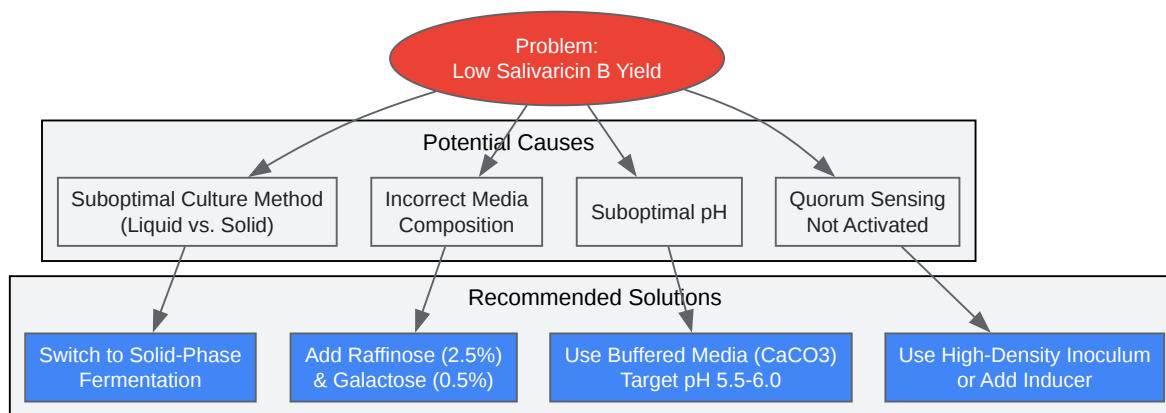 Problem:
Low Salivaricin B Yield
Potential Causes
Suboptimal Culture Method
(Liquid vs. Solid)
Incorrect Media
Composition
Suboptimal pH
Quorum Sensing
Not Activated
Recommended Solutions
Switch to Solid-Phase
Fermentation
Add Raffinose (2.5%)
& Galactose (0.5%)
Use Buffered Media (CaCO3)
Target pH 5.5-6.0
Use High-Density Inoculum
or Add Inducer